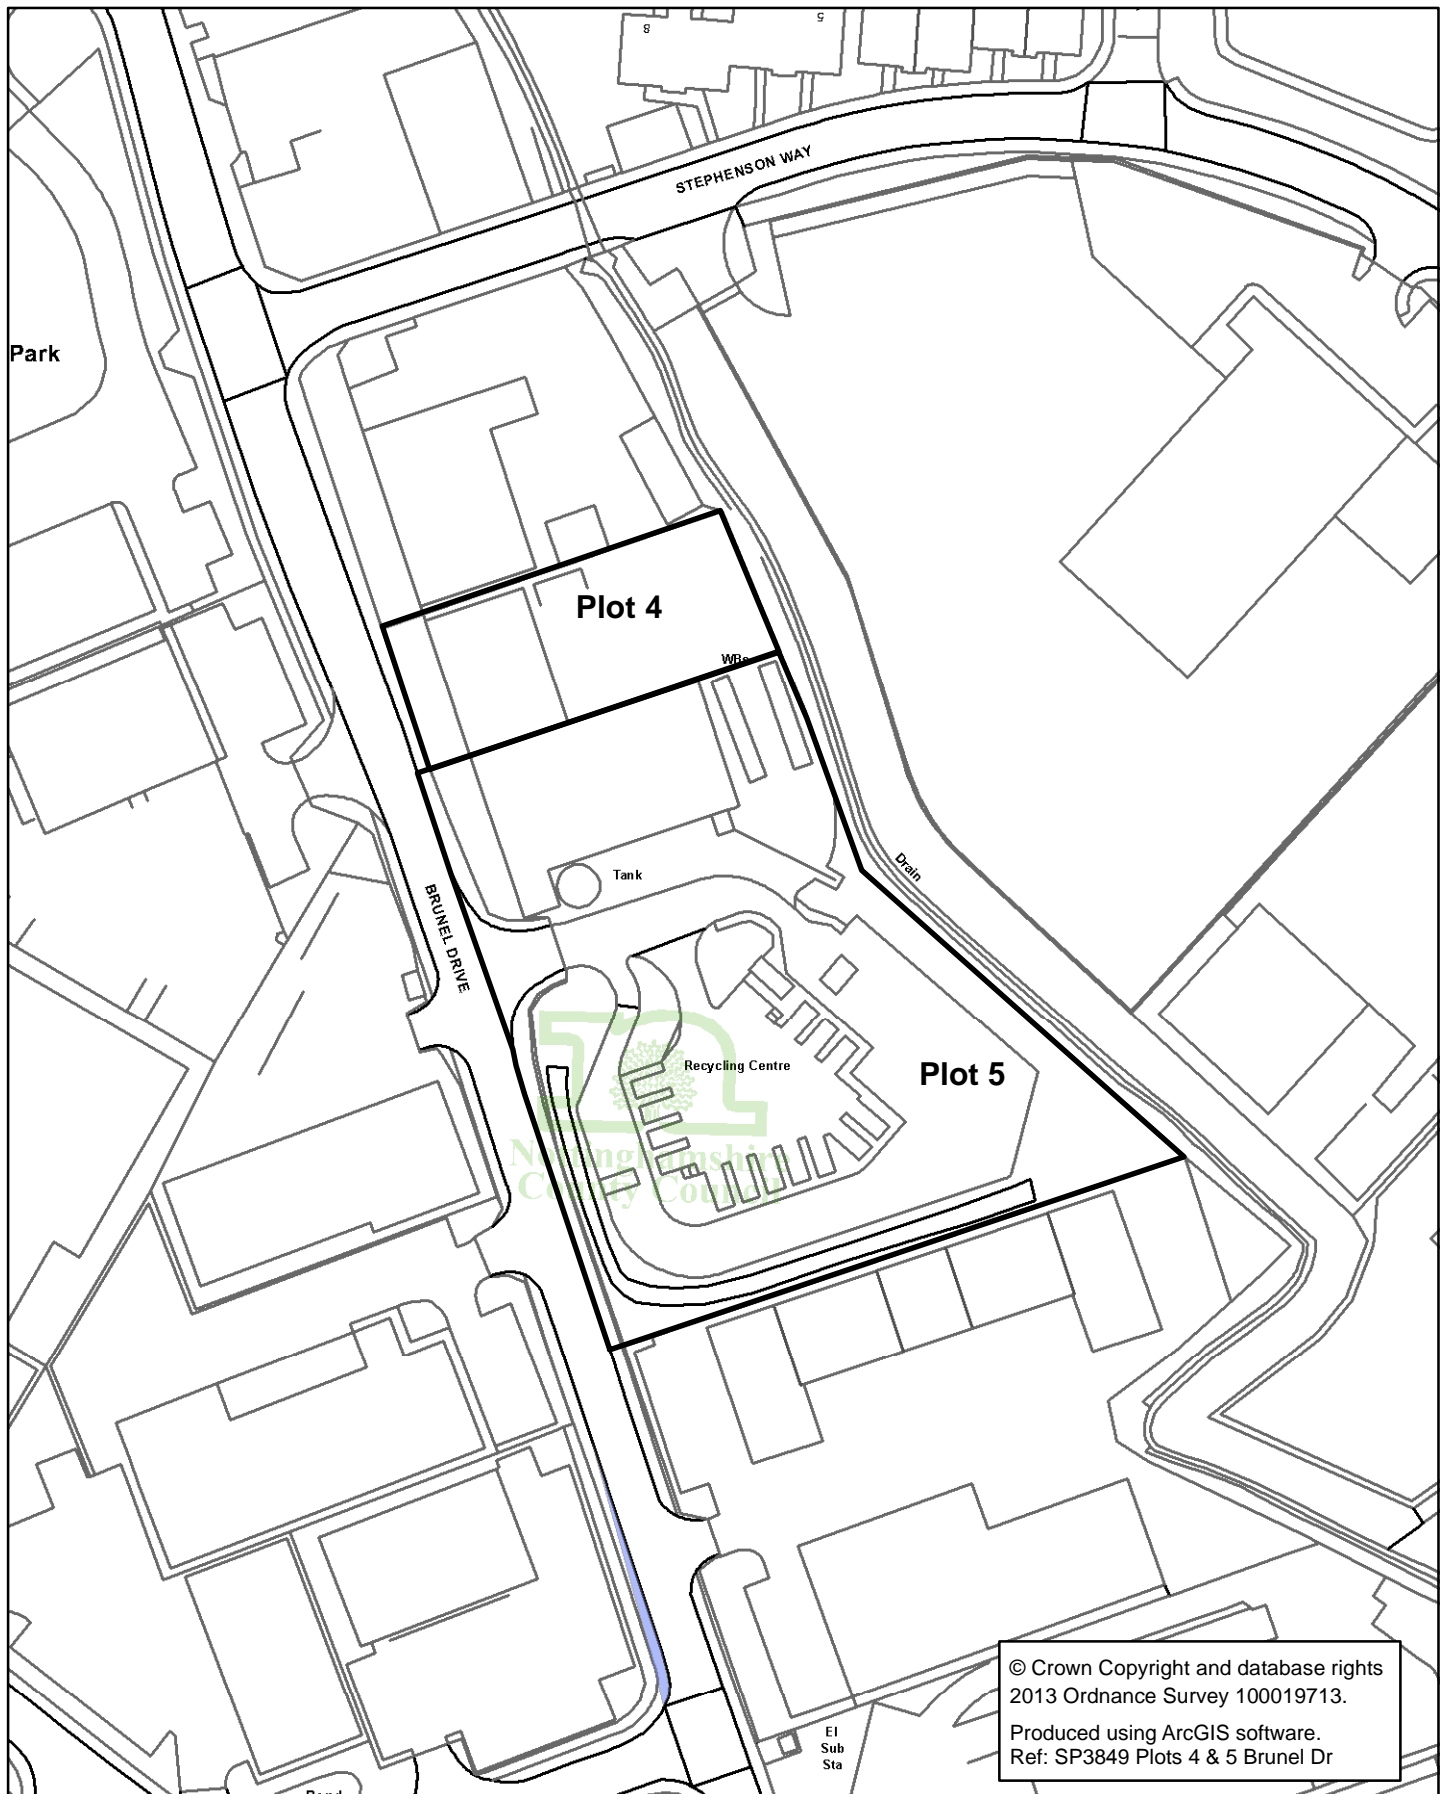 8
5
STEPHENSON WAY
Park
Plot 4
WBs
Tank
Drain
BRUNEL DRIVE
Recycling Centre
Plot 5
Nottinghamshire
County Council
© Crown Copyright and database rights
2013 Ordnance Survey 100019713.
Produced using ArcGIS software.
Ref: SP3849 Plots 4 & 5 Brunel Dr
El
Sub
Sta